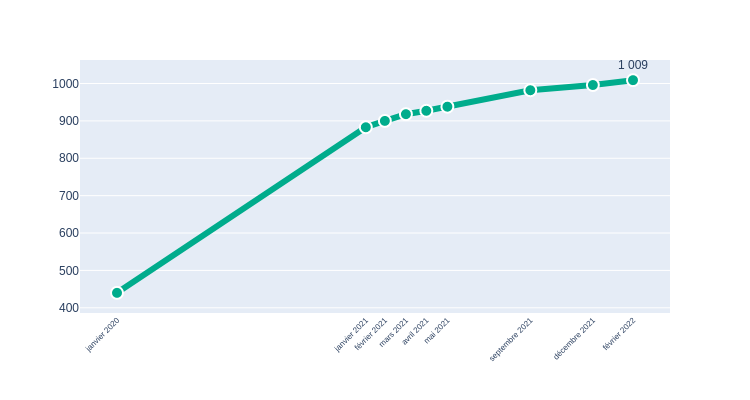 1 009
1000
900
800
700
600
500
400
janvier 2020
janvier 2021
février 2021
mars 2021
avril 2021
mai 2021
septembre 2021
décembre 2021
février 2022